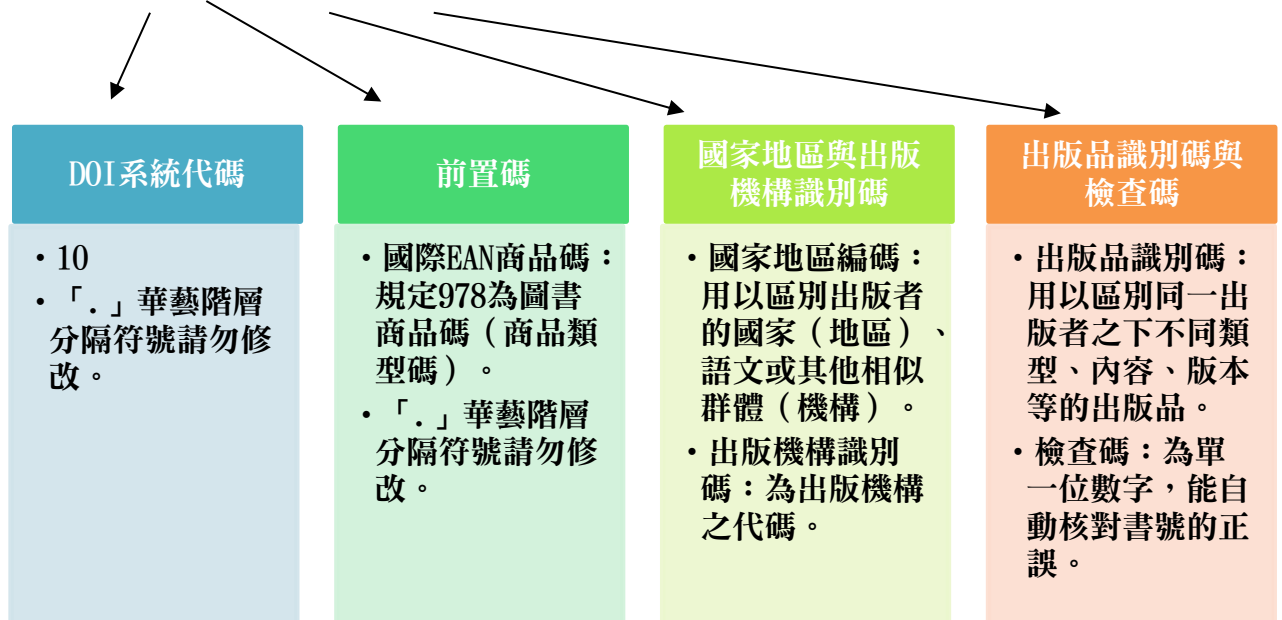 DOI系統代碼
・10
・「.」華藝階層
分隔符號請勿修
改。
前置碼
・國際EAN商品碼：
規定978為圖書
商品碼（商品類
型碼）。
・「.」華藝階層
分隔符號請勿修
改。
國家地區與出版
機構識別碼
・國家地區編碼：
用以區別出版者
的國家（地區）、
語文或其他相似
群體（機構）。
・出版機構識別
碼：為出版機構
之代碼。
出版品識別碼與
檢查碼
・出版品識別碼：
用以區別同一出
版者之下不同類
型、內容、版本
等的出版品。
・檢查碼：為單
一位數字，能自
動核對書號的正
誤。